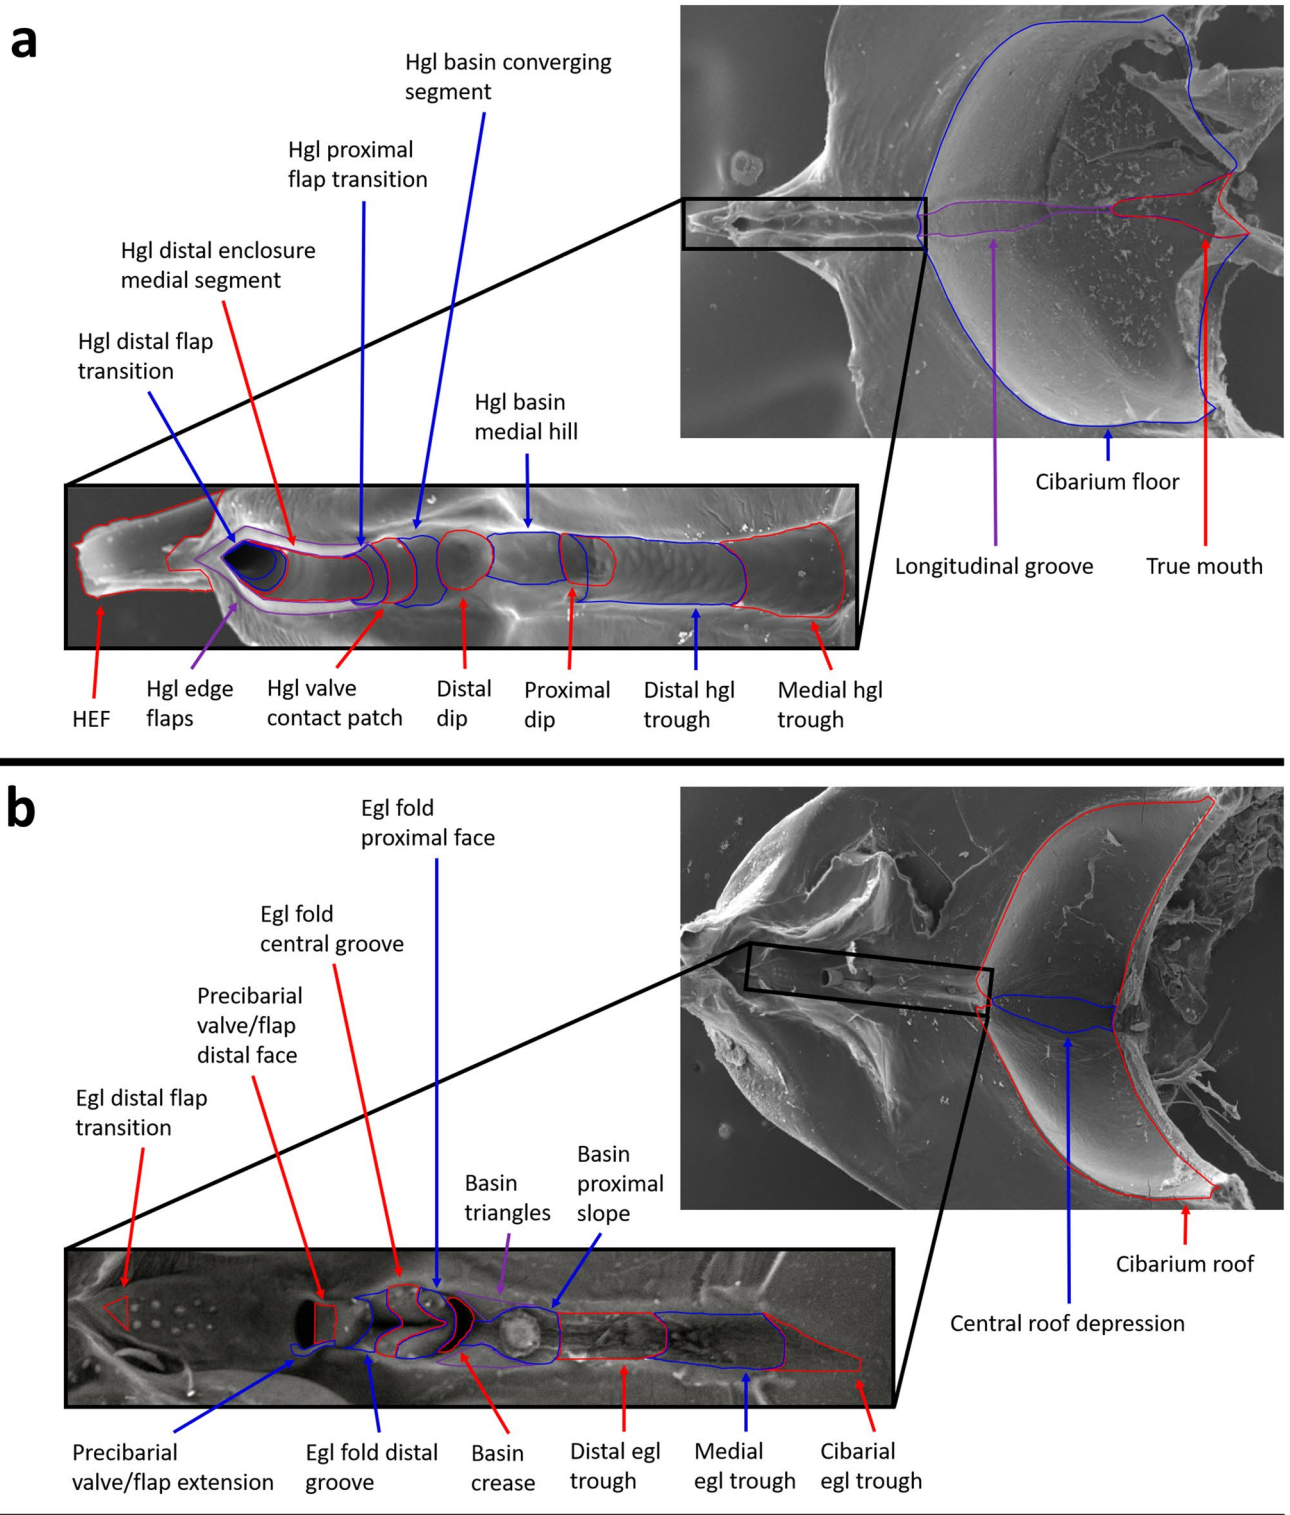 a
Hgl basin converging
segment
Hgl proximal
flap transition
Hgl distal enclosure
medial segment
Hgl distal flap
transition
Hgl basin
medial hill
Cibarium floor
Longitudinal groove
True mouth
HEF
Hgl edge
flaps
Hgl valve
contact patch
Distal
dip
Proximal
dip
Distal hgl
trough
Medial hgl
trough
b
Egl fold
proximal face
Egl fold
central groove
Precibarial
valve/flap
distal face
Egl distal flap
transition
Basin
triangles
Basin
proximal
slope
Cibarium roof
Central roof depression
Precibarial
valve/flap extension
Egl fold distal
groove
Basin
crease
Distal egl
trough
Medial
egl trough
Cibarial
egl trough